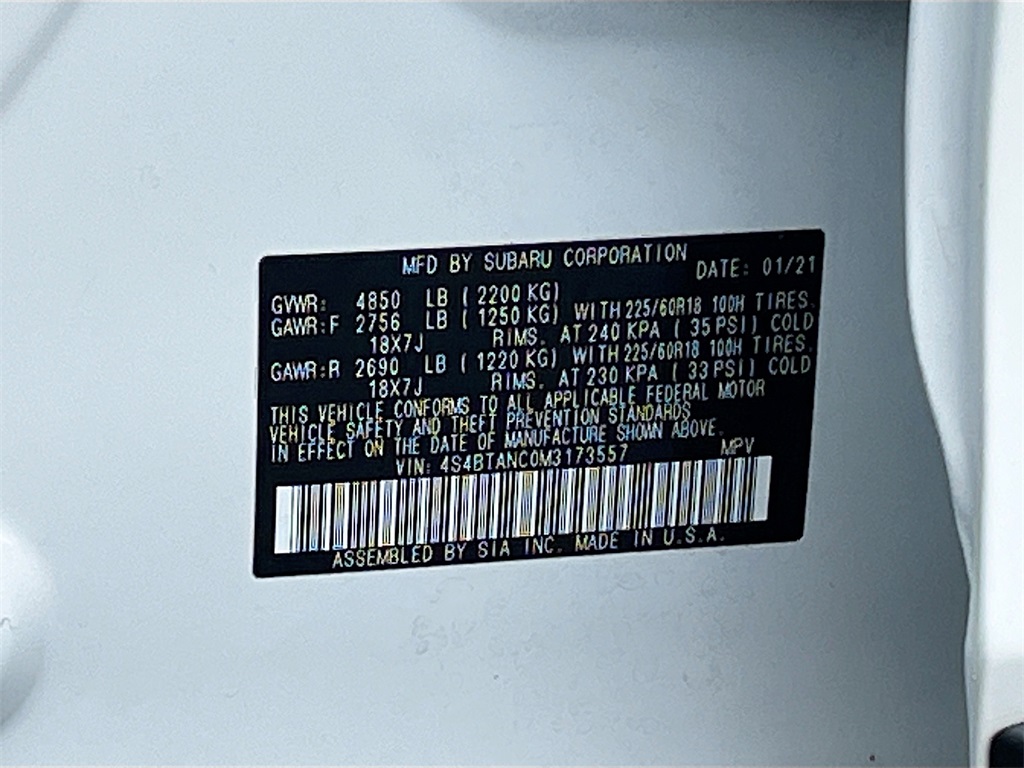 MFD BY SUBARU CORPORATION DATE: 01/21
GVWR: 4850 LB ( 2200 KG)
GAWR:F 2756 LB ( 1250 KG) WITH 225/60R18 100H TIRES.
18X7J RIMS. AT 240 KPA ( 35 PSI) COLD
GAWR:R 2690 LB ( 1220 KG) WITH 225/60R18 100H TIRES.
18X7J RIMS. AT 230 KPA ( 33 PSI) COLD
THIS VEHICLE CONFORMS TO ALL APPLICABLE FEDERAL MOTOR
VEHICLE SAFETY AND THEFT PREVENTION STANDARDS
IN EFFECT ON THE DATE OF MANUFACTURE SHOWN ABOVE.
VIN: 4S4BTANC0M3173557 MPV
ASSEMBLED BY SIA INC. MADE IN U.S.A.